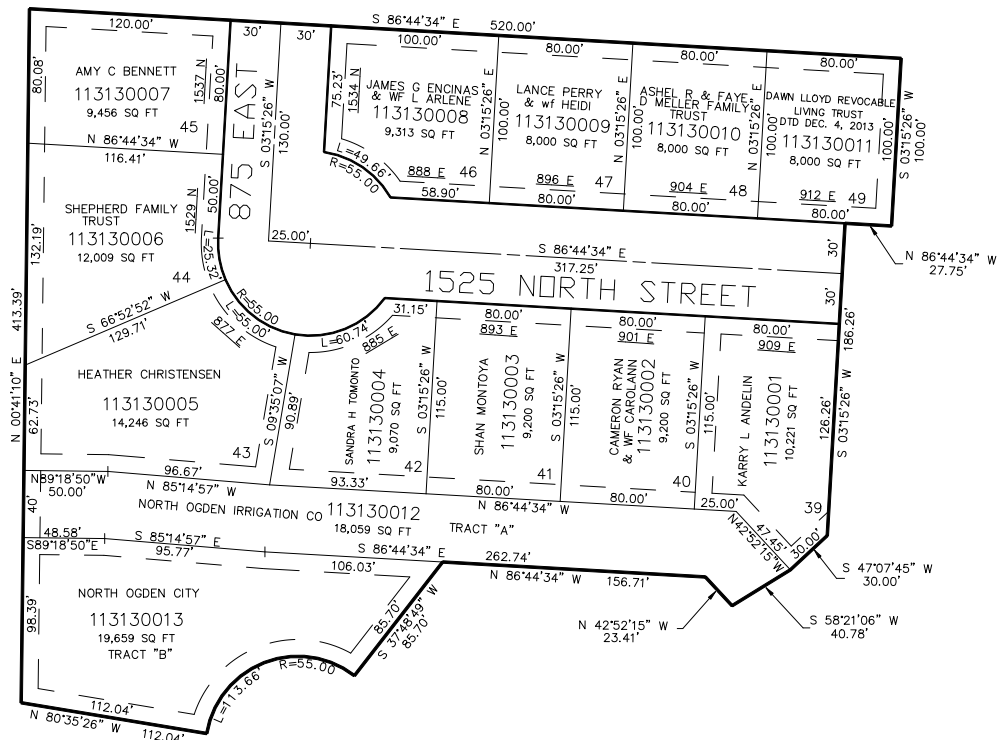 S 86°44'34" E 520.00'
120.00'
30'
30'
100.00'
80.00'
80.00'
80.00'
80.08'
AMY C BENNETT
113130007
9,456 SQ FT
45
1537 N
80.00'
N 86°44'34" W
116.41'
875 EAST
S 03°15'26" W
130.00'
75.23'
1534 N
JAMES G ENCINAS
& WF L ARLENE
113130008
9,313 SQ FT
L=49.66'
R=55.00
888 E
46
58.90'
N 03°15'26" E
100.00'
LANCE PERRY
& wf HEIDI
113130009
8,000 SQ FT
896 E
47
80.00'
N 03°15'26" E
100.00'
ASHEL R & FAYE
D MELLER FAMILY
TRUST
113130010
8,000 SQ FT
904 E
48
80.00'
N 03°15'26" E
100.00'
DAWN LLOYD REVOCABLE
LIVING TRUST
DTD DEC. 4, 2013
113130011
8,000 SQ FT
912 E
49
80.00'
100.00'
S 03°15'26" W
100.00'
N 86°44'34" W
27.75'
SHEPHERD FAMILY
TRUST
113130006
12,009 SQ FT
44
132.19'
1529 N
50.00'
L=25.32'
25.00'
S 86°44'34" E
317.25'
30'
30'
1525 NORTH STREET
R=55.00
L=55.00'
877 E
L=60.74'
885 E
S 66°52'52" W
129.71'
N 00°41'10" E 413.39'
62.73'
HEATHER CHRISTENSEN
113130005
14,246 SQ FT
43
S 09°35'07" W
90.89'
31.15'
SANDRA H TOMONTO
113130004
9,070 SQ FT
42
S 03°15'26" W
115.00'
80.00'
893 E
SHAN MONTOYA
113130003
9,200 SQ FT
41
S 03°15'26" W
115.00'
80.00'
901 E
CAMERON RYAN
& WF CAROLANN
113130002
9,200 SQ FT
40
S 03°15'26" W
115.00'
80.00'
909 E
KARRY L ANDELIN
113130001
10,221 SQ FT
39
126.26'
186.26'
S 03°15'26" W
96.67'
93.33'
80.00'
80.00'
25.00'
N 85°14'57" W
N 86°44'34" W
N89°18'50"W
50.00'
47.45'
N42°52'15"W
30.00'
S 47°07'45" W
30.00'
40'
NORTH OGDEN IRRIGATION CO 113130012
18,059 SQ FT
TRACT "A"
48.58'
S89°18'50"E
S 85°14'57" E
95.77'
S 86°44'34" E
262.74'
106.03'
N 86°44'34" W
156.71'
N 42°52'15" W
23.41'
S 58°21'06" W
40.78'
NORTH OGDEN CITY
113130013
19,659 SQ FT
TRACT "B"
98.39'
85.70'
S 37°48'49" W
85.70'
R=55.00
L=113.66'
112.04'
N 80°35'26" W 112.04'